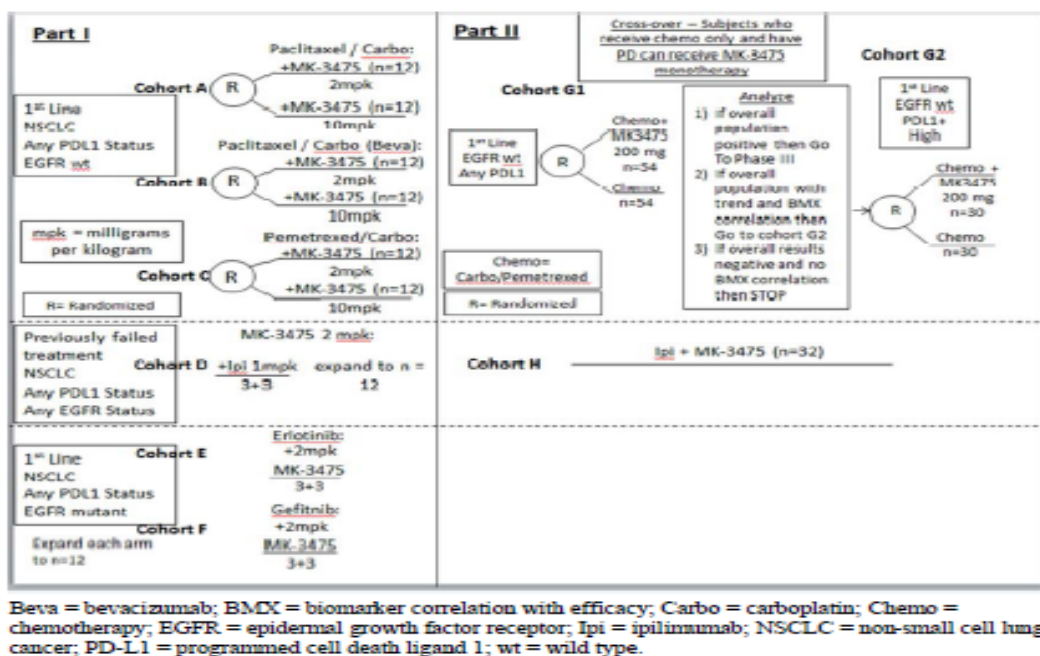 Part I
Paclitaxel / Carbo:
+MK-3475 (n=12)
2mpk
Cohort A
R
+MK-3475 (n=12)
10mpk
1st Line
NSCLC
Any PDL1 Status
EGFR wt
Paclitaxel / Carbo (Beva):
+MK-3475 (n=12)
2mpk
Cohort B
R
+MK-3475 (n=12)
10mpk
mpk = milligrams
per kilogram
Pemetrexed/Carbo:
+MK-3475 (n=12)
2mpk
Cohort C
R
+MK-3475 (n=12)
10mpk
R= Randomized
Previously failed
treatment
NSCLC
Any PDL1 Status
Any EGFR Status
Cohort D
MK-3475 2 mpk:
+Ipi 1mpk
3+3
expand to n =
12
1st Line
NSCLC
Any PDL1 Status
EGFR mutant
Cohort E
Erlotinib:
+2mpk
MK-3475
3+3
Cohort F
Gefitnib:
+2mpk
MK-3475
3+3
Expand each arm
to n=12
Part II
Cross-over – Subjects who
receive chemo only and have
PD can receive MK-3475
monotherapy
Cohort G1
1st Line
EGFR wt
Any PDL1
R
Chemo+
MK3475
200 mg
n=54
Chemo
n=54
Chemo=
Carbo/Pemetrexed
R= Randomized
Analyze
1) If overall
population
positive then Go
To Phase III
2) If overall
population with
trend and BMX
correlation then
Go to cohort G2
3) If overall results
negative and no
BMX correlation
then STOP
Cohort G2
1st Line
EGFR wt
PDL1+
High
R
Chemo +
MK3475
200 mg
n=30
Chemo
n=30
Cohort H
Ipi + MK-3475 (n=32)
Beva = bevacizumab; BMX = biomarker correlation with efficacy; Carbo = carboplatin; Chemo =
chemotherapy; EGFR = epidermal growth factor receptor; Ipi = ipilimumab; NSCLC = non-small cell lung
cancer; PD-L1 = programmed cell death ligand 1; wt = wild type.